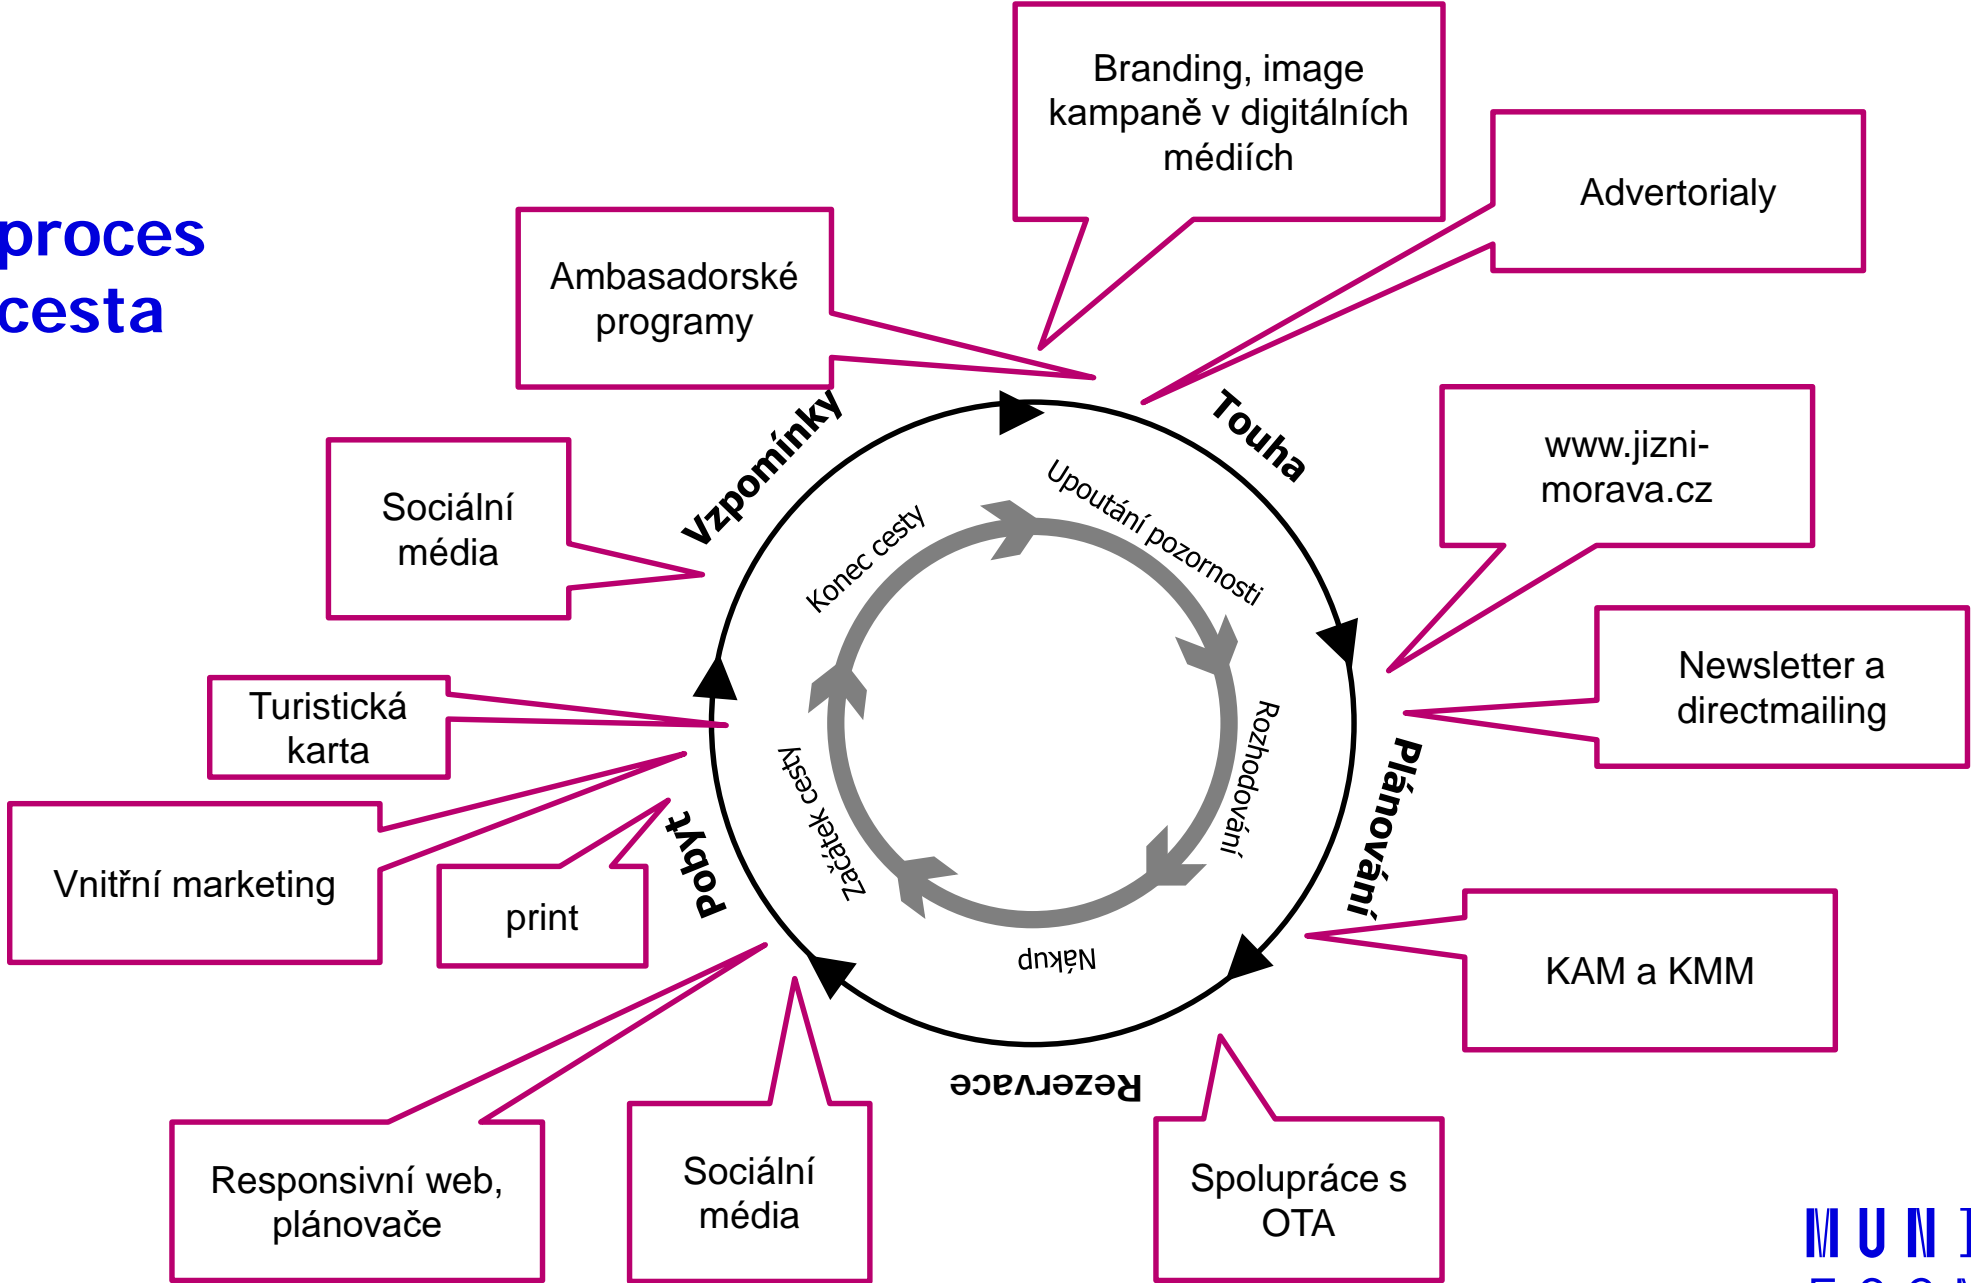 proces
cesta
Branding, image
kampaně v digitálních
médiích
Advertorialy
Ambasadorské
programy
www.jizni-
morava.cz
Sociální
média
Newsletter a
directmailing
Turistická
karta
Vnitřní marketing
print
KAM a KMM
Responsivní web,
plánovače
Sociální
média
Spolupráce s
OTA
Touha
Plánování
Rezervace
Pobyt
Vzpomínky
Upoutání pozornosti
Rozhodování
Nákup
Začátek cesty
Konec cesty
MUNI